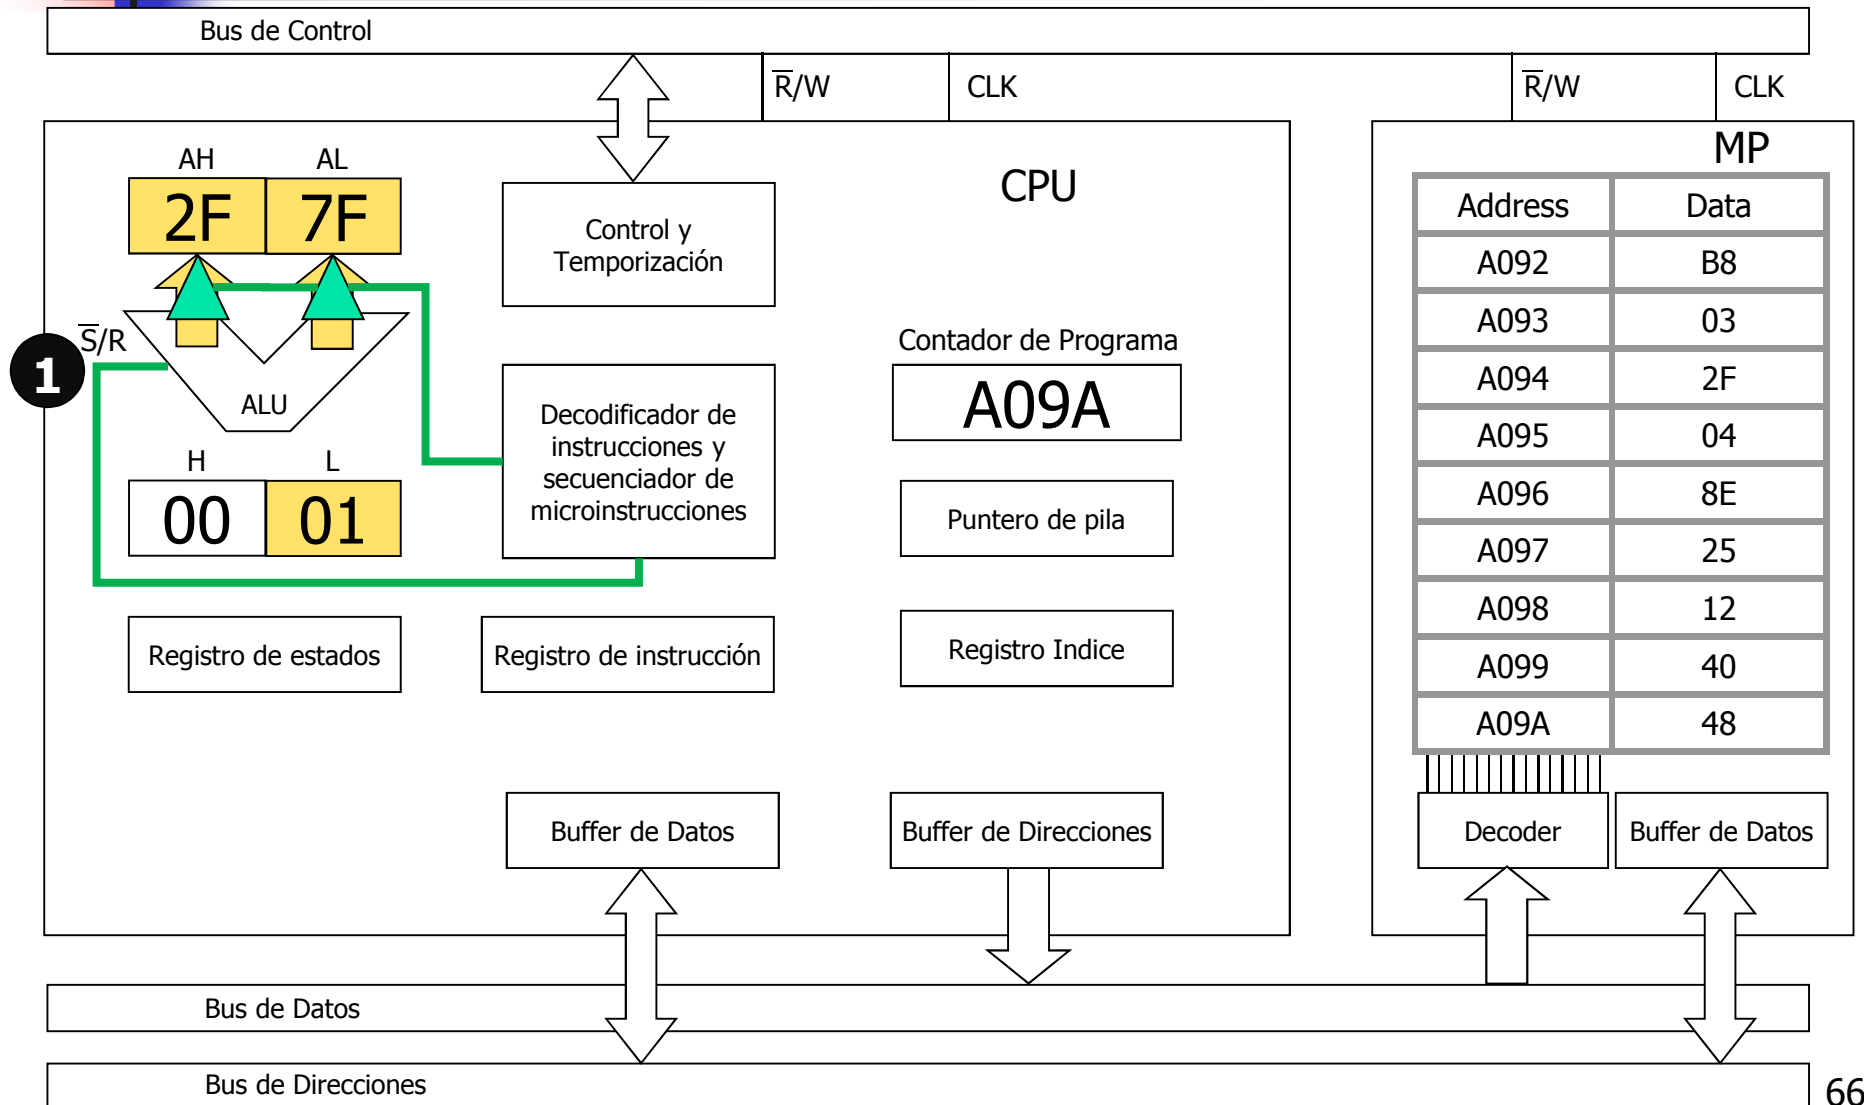 Bus de Control
R̅/W
CLK
R̅/W
CLK
AH
AL
2F
7F
S̅/R
1
ALU
H
L
00
01
Control y
Temporización
CPU
Decodificador de
instrucciones y
secuenciador de
microinstrucciones
Contador de Programa
A09A
Puntero de pila
Registro de estados
Registro de instrucción
Registro Indice
Buffer de Datos
Buffer de Direcciones
MP
Address Data
A092 B8
A093 03
A094 2F
A095 04
A096 8E
A097 25
A098 12
A099 40
A09A 48
Decoder
Buffer de Datos
Bus de Datos
Bus de Direcciones
66